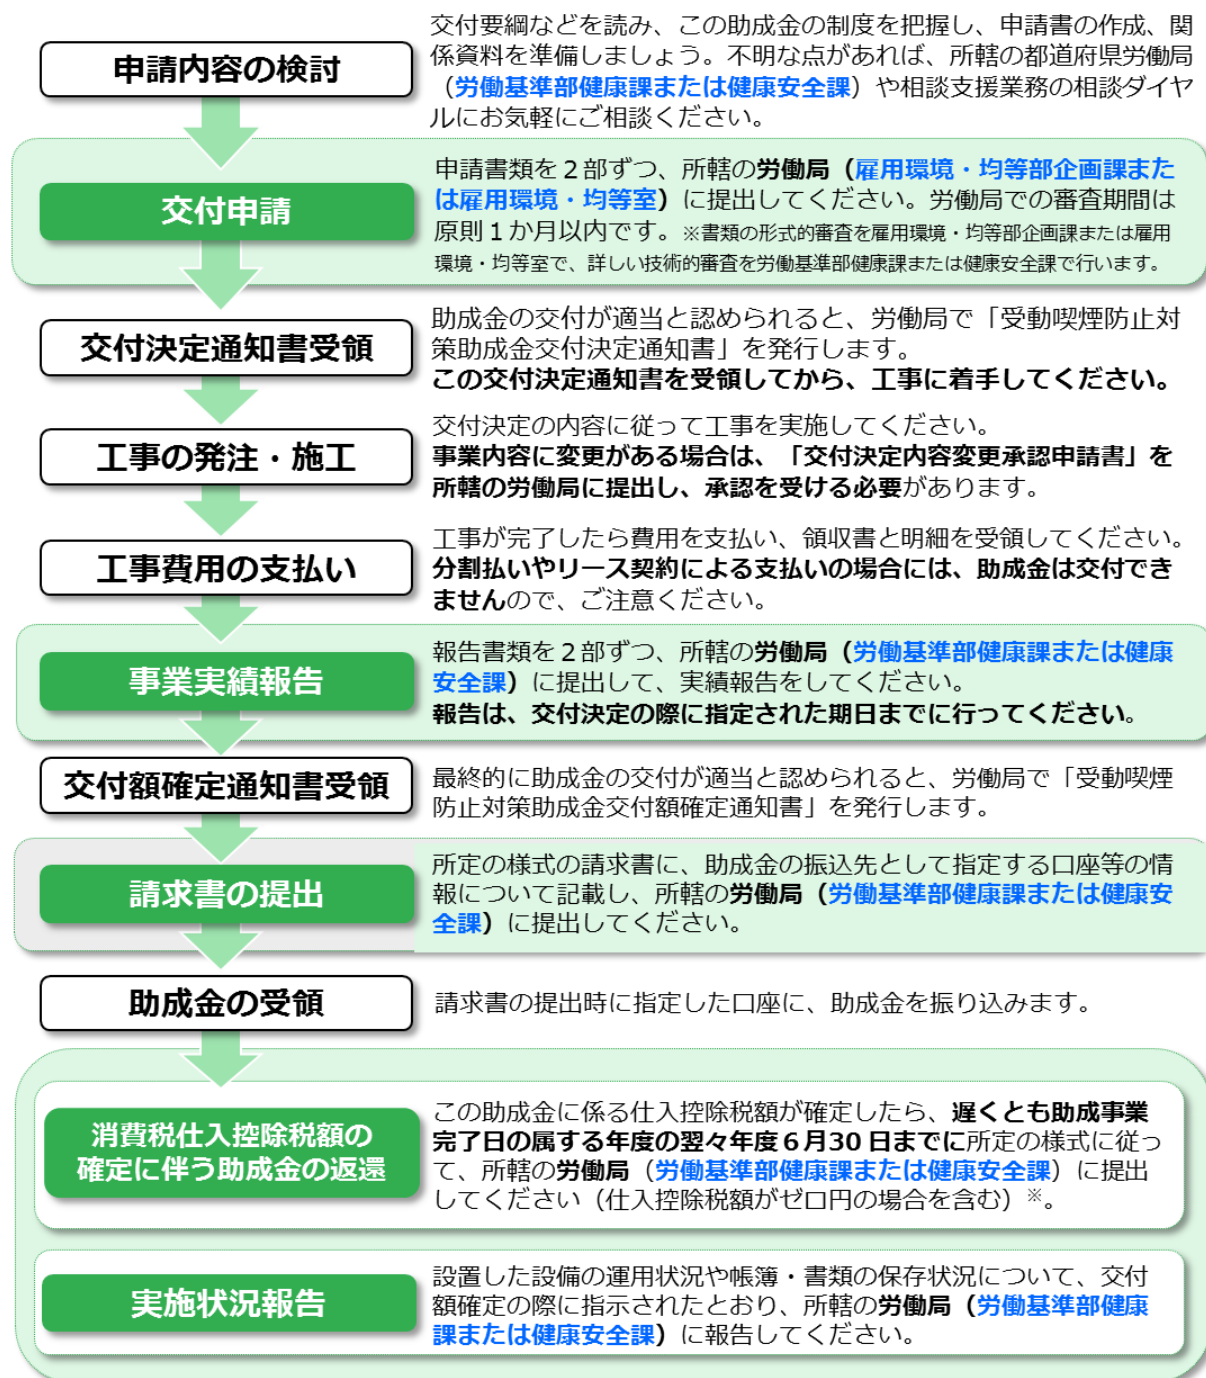 申請内容の検討
交付要綱などを読み、この助成金の制度を把握し、申請書の作成、関
係資料を準備しましょう。不明な点があれば、所轄の都道府県労働局
（労働基準部健康課または健康安全課）や相談支援業務の相談ダイヤ
ルにお気軽にご相談ください。
交付申請
申請書類を２部ずつ、所轄の労働局（雇用環境・均等部企画課また
は雇用環境・均等室）に提出してください。労働局での審査期間は
原則１か月以内です。※書類の形式的審査を雇用環境・均等部企画課または雇用
環境・均等室で、詳しい技術的審査を労働基準部健康課または健康安全課で行います。
交付決定通知書受領
助成金の交付が適当と認められると、労働局で「受動喫煙防止対
策助成金交付決定通知書」を発行します。
この交付決定通知書を受領してから、工事に着手してください。
工事の発注・施工
交付決定の内容に従って工事を実施してください。
事業内容に変更がある場合は、「交付決定内容変更承認申請書」を
所轄の労働局に提出し、承認を受ける必要があります。
工事費用の支払い
工事が完了したら費用を支払い、領収書と明細を受領してください。
分割払いやリース契約による支払いの場合には、助成金は交付でき
ませんので、ご注意ください。
事業実績報告
報告書類を２部ずつ、所轄の労働局（労働基準部健康課または健康
安全課）に提出して、実績報告をしてください。
報告は、交付決定の際に指定された期日までに行ってください。
交付額確定通知書受領
最終的に助成金の交付が適当と認められると、労働局で「受動喫煙
防止対策助成金交付額確定通知書」を発行します。
請求書の提出
所定の様式の請求書に、助成金の振込先として指定する口座等の情
報について記載し、所轄の労働局（労働基準部健康課または健康安
全課）に提出してください。
助成金の受領
請求書の提出時に指定した口座に、助成金を振り込みます。
消費税仕入控除税額の
確定に伴う助成金の返還
この助成金に係る仕入控除税額が確定したら、遅くとも助成事業
完了日の属する年度の翌々年度６月30 日までに所定の様式に従っ
て、所轄の労働局（労働基準部健康課または健康安全課）に提出
してください（仕入控除税額がゼロ円の場合を含む）※。
実施状況報告
設置した設備の運用状況や帳簿・書類の保存状況について、交付
額確定の際に指示されたとおり、所轄の労働局（労働基準部健康
課または健康安全課）に報告してください。